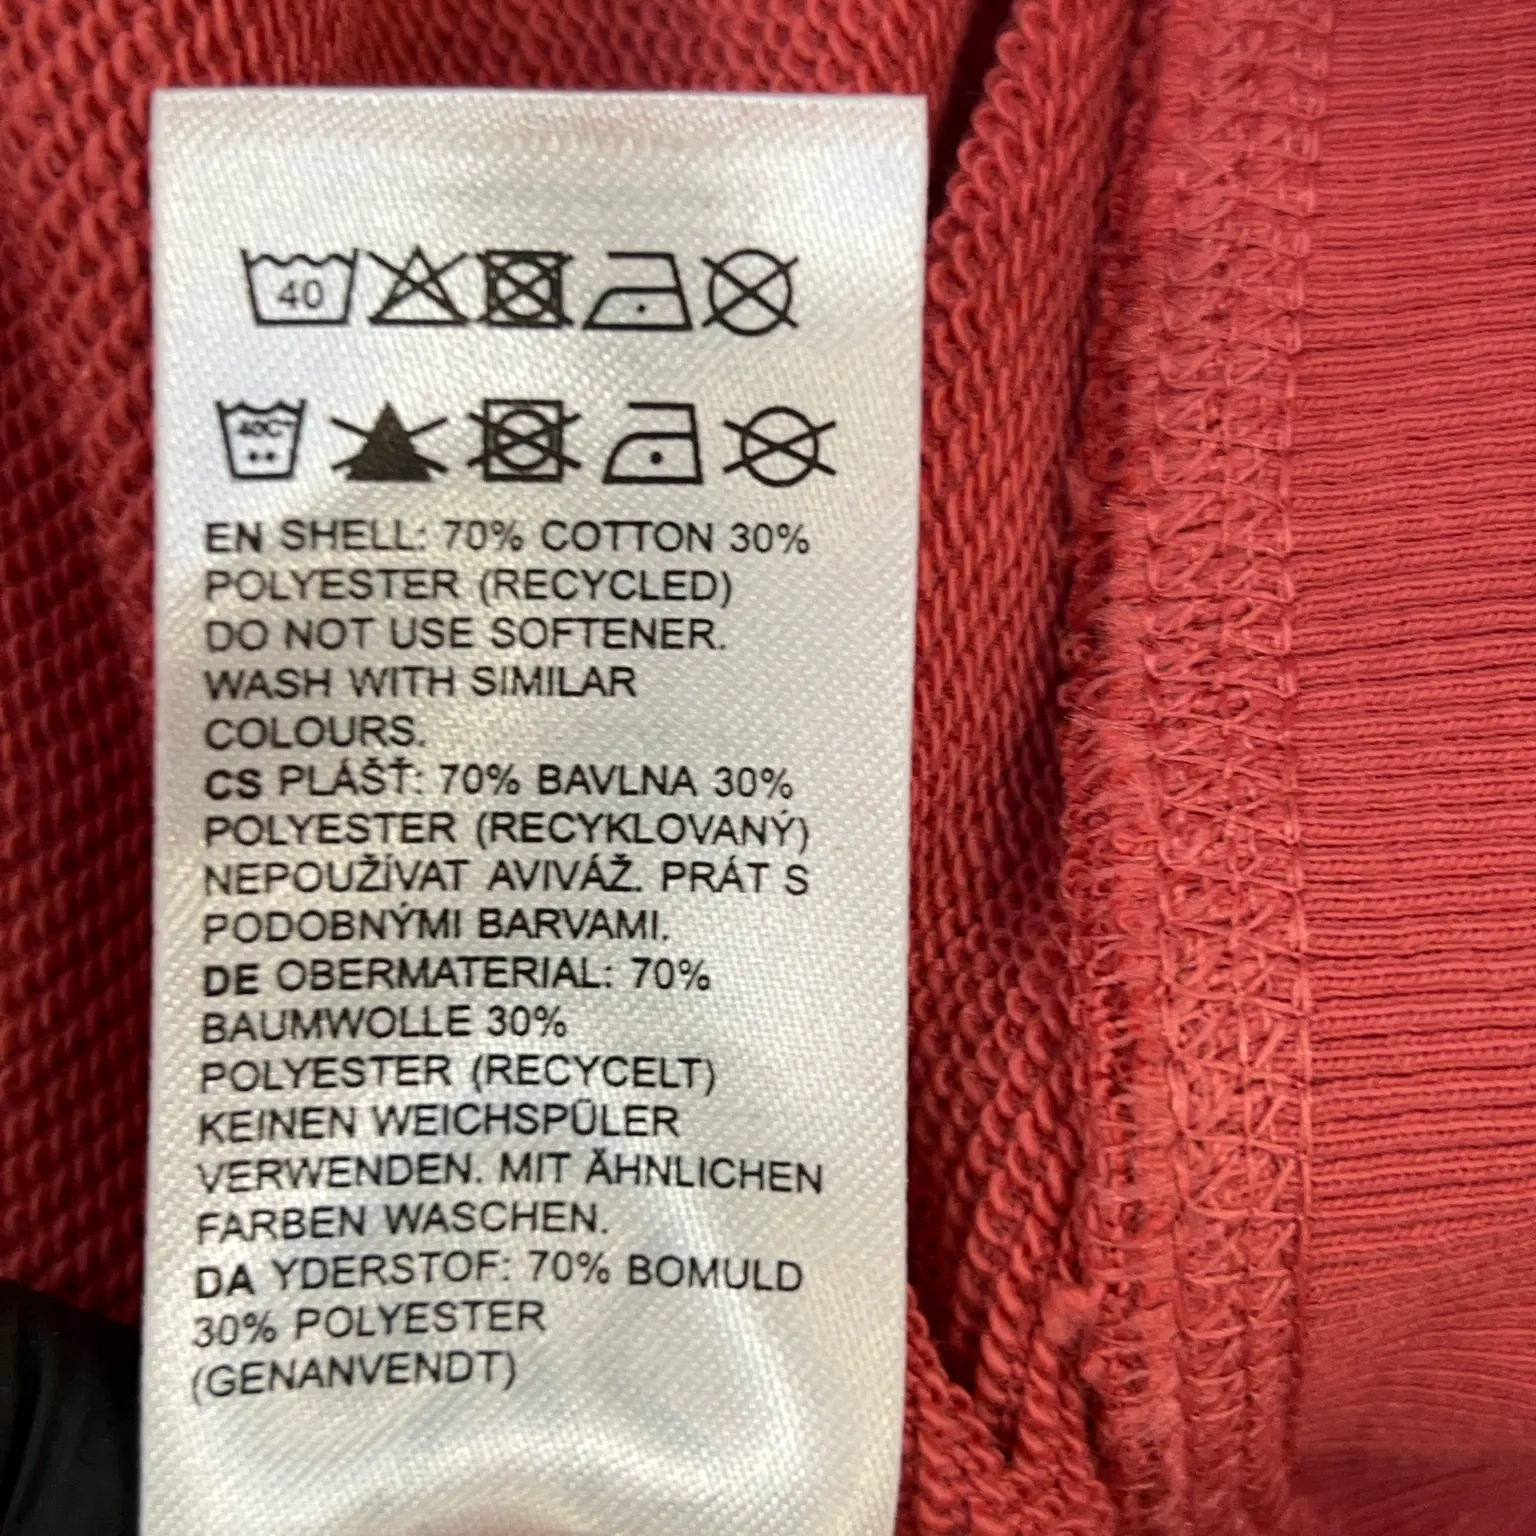 40
40C
EN SHELL: 70% COTTON 30%
POLYESTER (RECYCLED)
DO NOT USE SOFTENER.
WASH WITH SIMILAR
COLOURS.
CS PLÁŠŤ: 70% BAVLNA 30%
POLYESTER (RECYKLOVANÝ)
NEPOUŽÍVAT AVIVÁŽ. PRÁT S
PODOBNÝMI BARVAMI.
DE OBERMATERIAL: 70%
BAUMWOLLE 30%
POLYESTER (RECYCELT)
KEINEN WEICHSPÜLER
VERWENDEN. MIT ÄHNLICHEN
FARBEN WASCHEN.
DA YDERSTOF: 70% BOMULD
30% POLYESTER
(GENANVENDT)